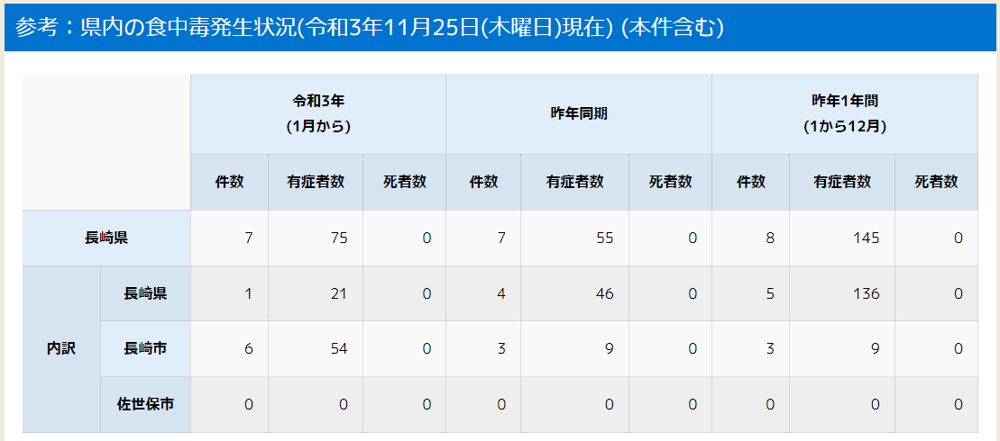 参考：県内の食中毒発生状況(令和3年11月25日(木曜日)現在) (本件含む)
令和3年
(1月から)
昨年同期
昨年1年間
(1から12月)
件数 有症者数 死者数 件数 有症者数 死者数 件数 有症者数 死者数
長崎県 7 75 0 7 55 0 8 145 0
内訳
長崎県 1 21 0 4 46 0 5 136 0
長崎市 6 54 0 3 9 0 3 9 0
佐世保市 0 0 0 0 0 0 0 0 0